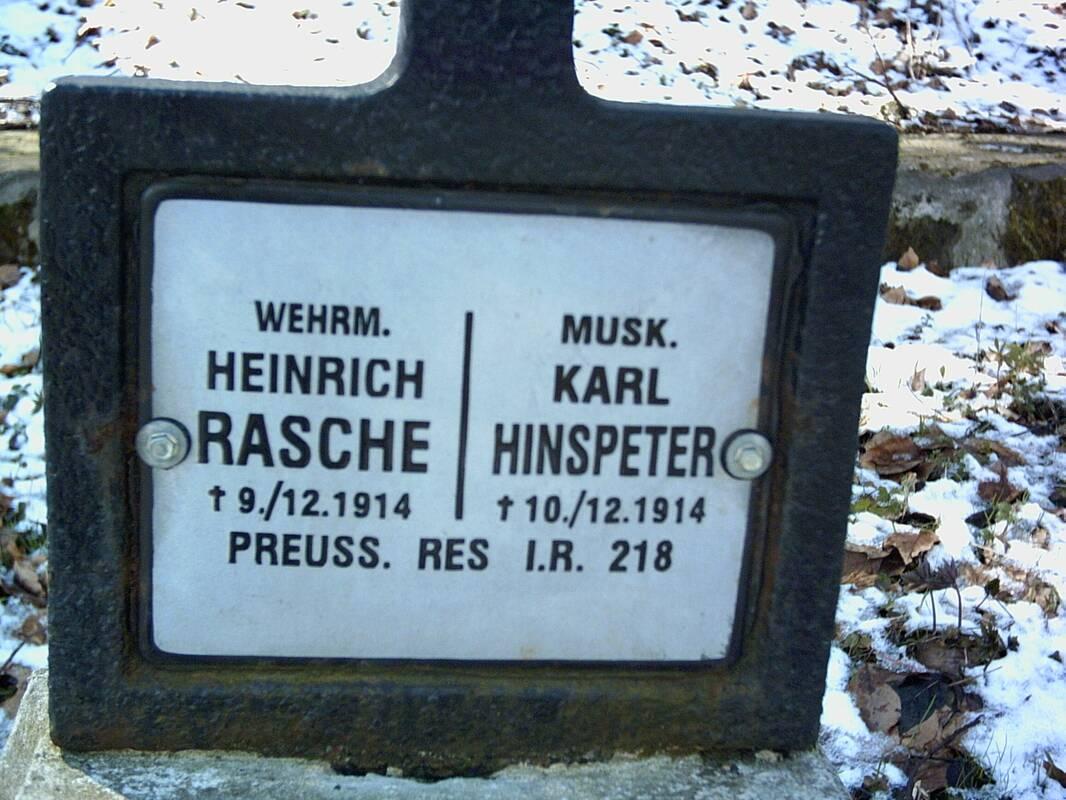 WEHRM.
HEINRICH
RASCHE
† 9./12.1914
MUSK.
KARL
HINSPETER
† 10./12.1914
PREUSS. RES I.R. 218